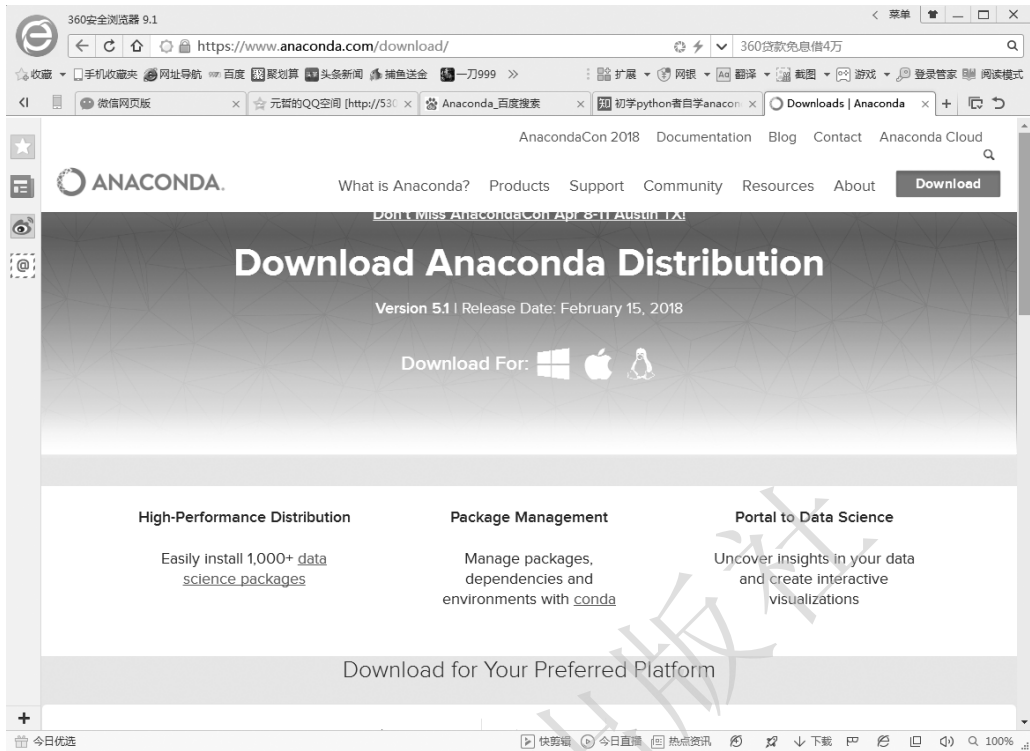 360安全浏览器 9.1
菜单
https://www.anaconda.com/download/
360贷款免息借4万
收藏 手机收藏夹 网址导航 百度 聚划算 头条新闻 捕鱼送金 一刀999 扩展 网银 翻译 截图 游戏 登录管家 阅读模式
微信网页版 元哲的QQ空间 [http://530 Anaconda_百度搜索 初学python者自学anacon Downloads | Anaconda
AnacondaCon 2018 Documentation Blog Contact Anaconda Cloud
ANACONDA.
What is Anaconda? Products Support Community Resources About Download
Don't Miss AnacondaCon Apr 8-11 Austin TX!
Download Anaconda Distribution
Version 5.1 | Release Date: February 15, 2018
Download For:
High-Performance Distribution
Easily install 1,000+ data
science packages
Package Management
Manage packages,
dependencies and
environments with conda
Portal to Data Science
Uncover insights in your data
and create interactive
visualizations
Download for Your Preferred Platform
今日优选 快剪辑 今日直播 热点资讯 下载 100%
版社